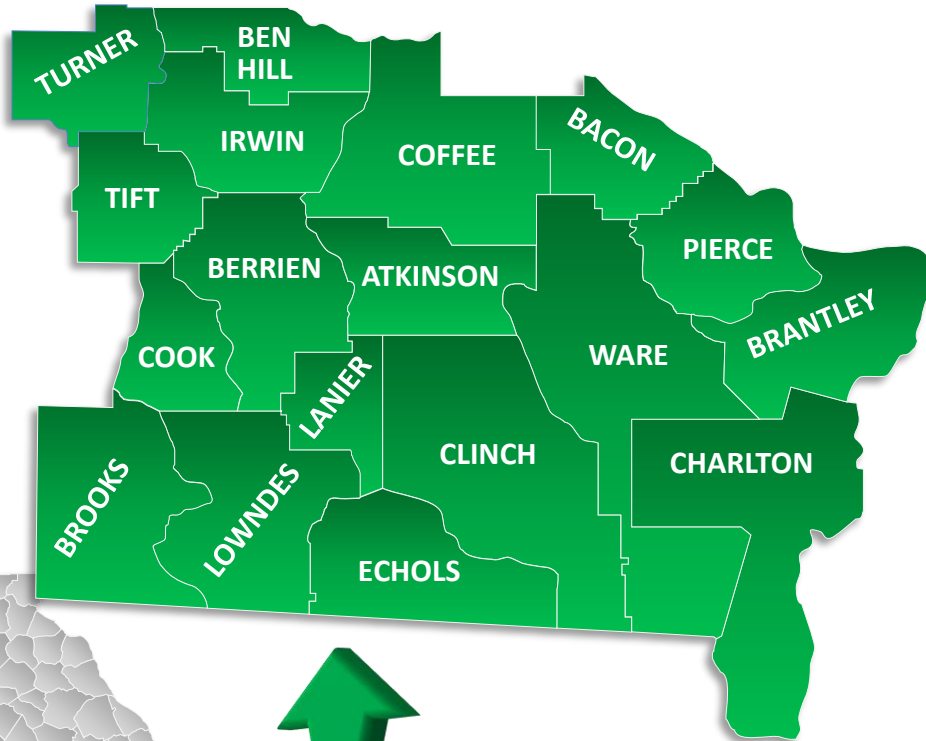 TURNER
BEN
HILL
IRWIN
COFFEE
BACON
TIFT
PIERCE
BERRIEN
ATKINSON
BRANTLEY
COOK
WARE
LANIER
CLINCH
CHARLTON
BROOKS
LOWNDES
ECHOLS